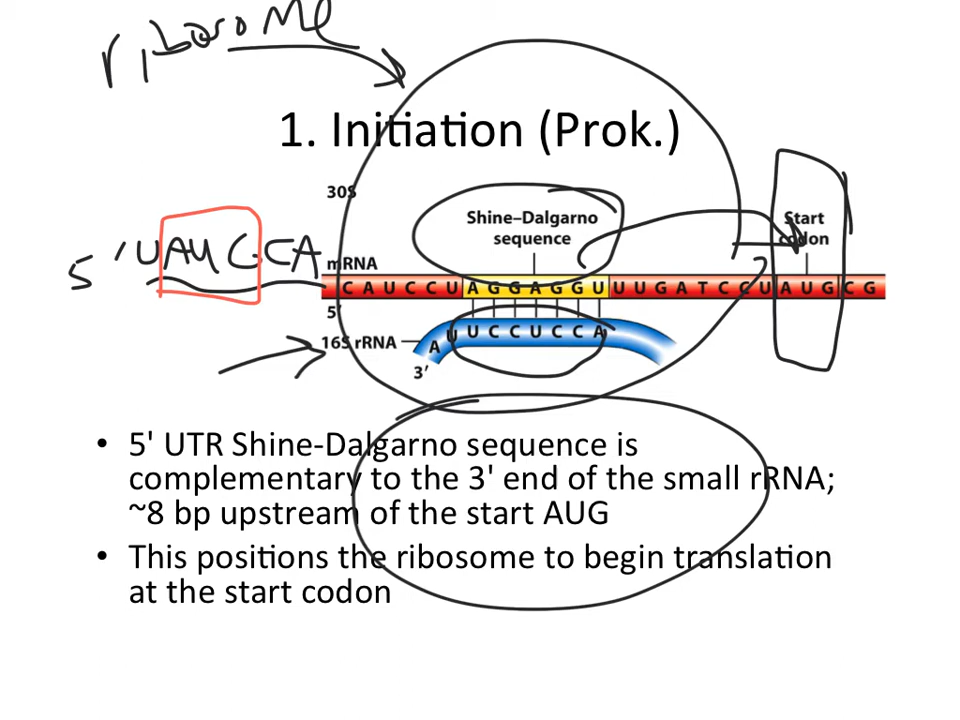 ribosome
1. Initiation (Prok.)
30S
Shine–Dalgarno
sequence
Start
codon
5' UAUGCA
mRNA
C A U C C U A G G A G G U U U G A T C C U A U G C G
5'
16S rRNA
A U U C C U C C A
3'
• 5' UTR Shine-Dalgarno sequence is
complementary to the 3' end of the small rRNA;
~8 bp upstream of the start AUG
• This positions the ribosome to begin translation
at the start codon